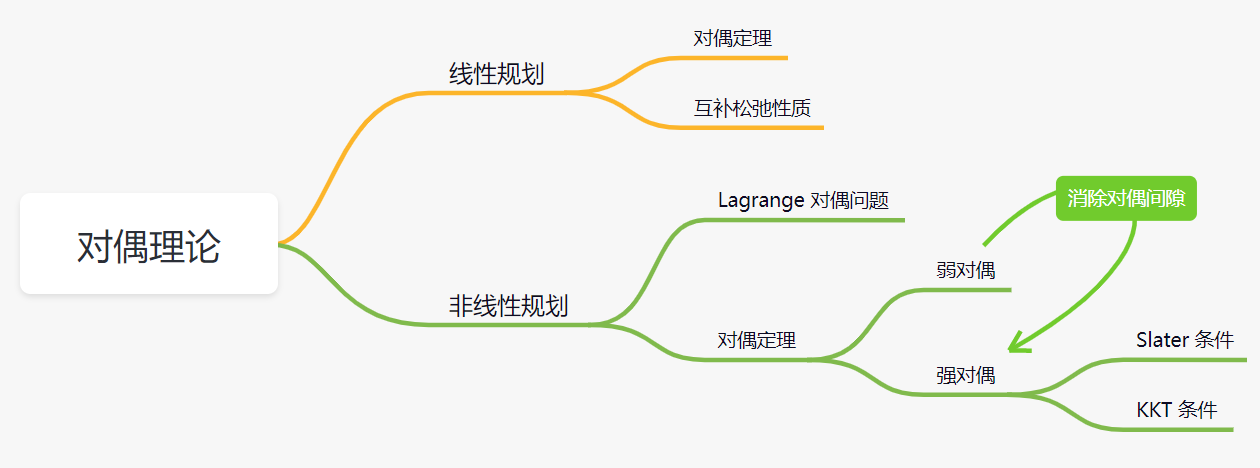 对偶理论
线性规划
对偶定理
互补松弛性质
非线性规划
Lagrange 对偶问题
对偶定理
弱对偶
消除对偶间隙
强对偶
Slater 条件
KKT 条件